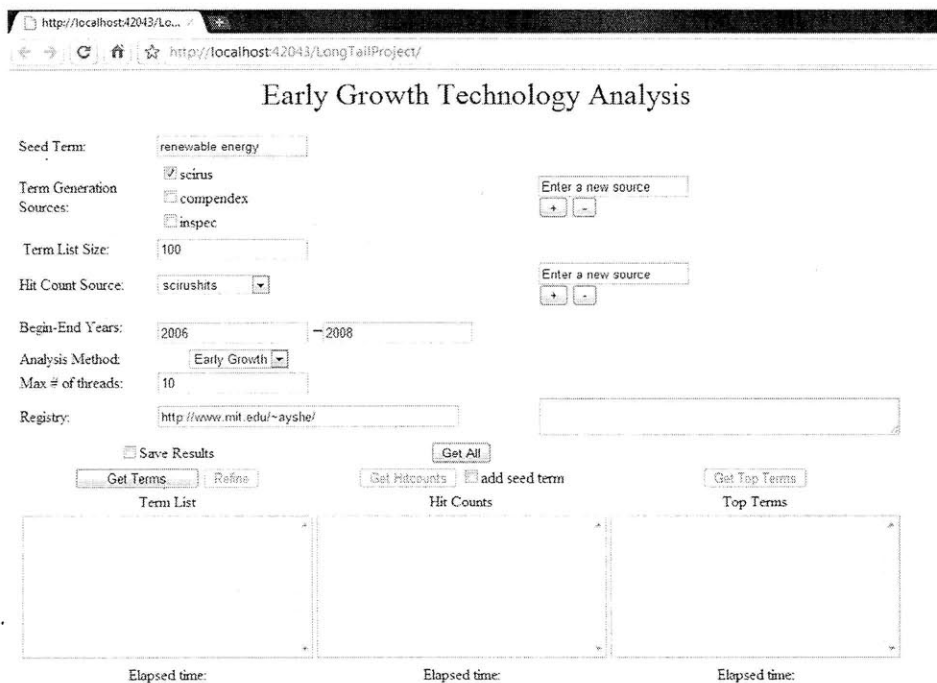 http://localhost:42043/Lo...
http://localhost:42043/LongTailProject/
Early Growth Technology Analysis
Seed Term: renewable energy
Term Generation Sources:
scirus
compendex
inspec
Enter a new source
+ -
Term List Size: 100
Hit Count Source: scirushits
Enter a new source
+ -
Begin-End Years: 2006 – 2008
Analysis Method: Early Growth
Max # of threads: 10
Registry: http://www.mit.edu/~ayshe/
Save Results Get All
Get Terms Refine Get Hitcounts add seed term Get Top Terms
Term List Hit Counts Top Terms
Elapsed time: Elapsed time: Elapsed time: